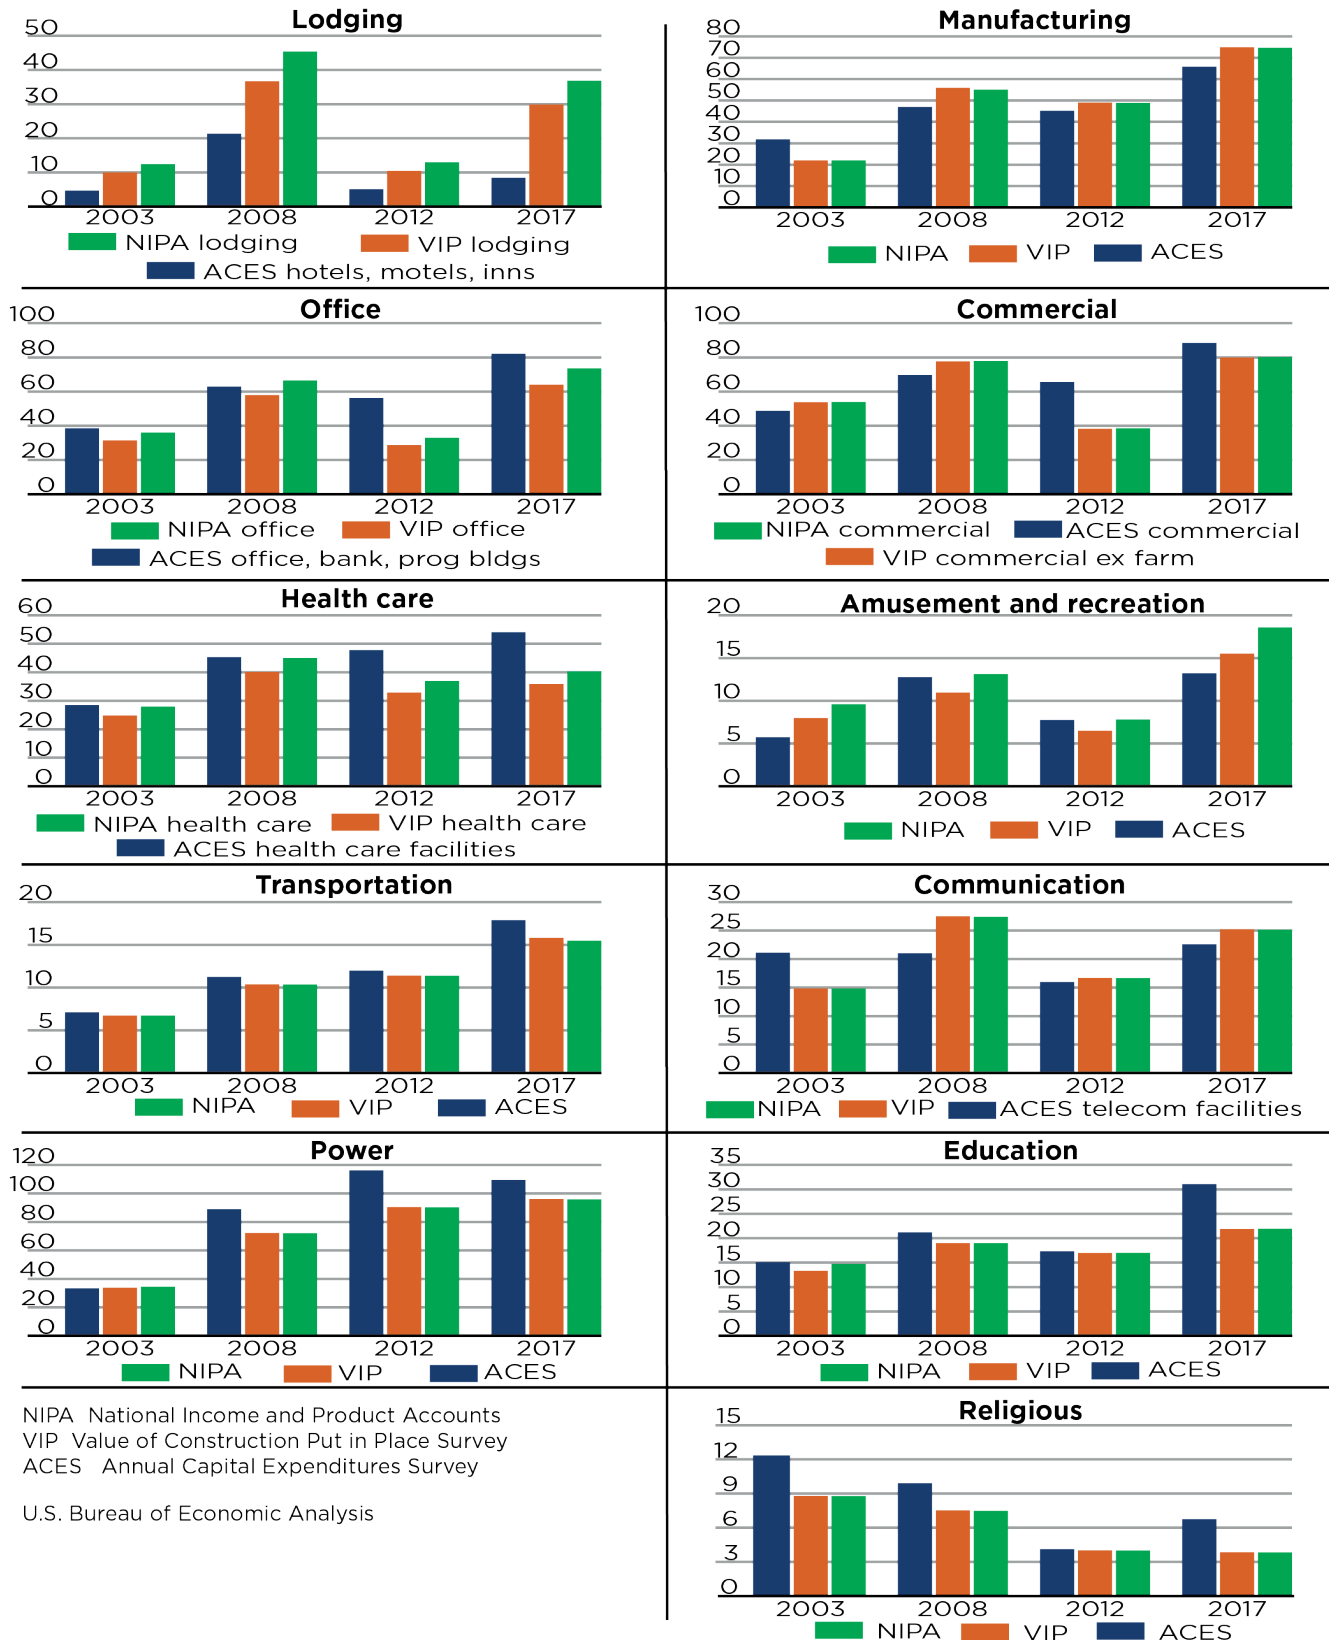 Lodging
50
40
30
20
10
0
2003 2008 2012 2017
NIPA lodging VIP lodging
ACES hotels, motels, inns
Manufacturing
80
70
60
50
40
30
20
10
0
2003 2008 2012 2017
NIPA VIP ACES
Office
100
80
60
40
20
0
2003 2008 2012 2017
NIPA office VIP office
ACES office, bank, prog bldgs
Commercial
100
80
60
40
20
0
2003 2008 2012 2017
NIPA commercial ACES commercial
VIP commercial ex farm
Health care
60
50
40
30
20
10
0
2003 2008 2012 2017
NIPA health care VIP health care
ACES health care facilities
Amusement and recreation
20
15
10
5
0
2003 2008 2012 2017
NIPA VIP ACES
Transportation
20
15
10
5
0
2003 2008 2012 2017
NIPA VIP ACES
Communication
30
25
20
15
10
5
0
2003 2008 2012 2017
NIPA VIP ACES telecom facilities
Power
120
100
80
60
40
20
0
2003 2008 2012 2017
NIPA VIP ACES
Education
35
30
25
20
15
10
5
0
2003 2008 2012 2017
NIPA VIP ACES
NIPA National Income and Product Accounts
VIP Value of Construction Put in Place Survey
ACES Annual Capital Expenditures Survey
U.S. Bureau of Economic Analysis
Religious
15
12
9
6
3
0
2003 2008 2012 2017
NIPA VIP ACES